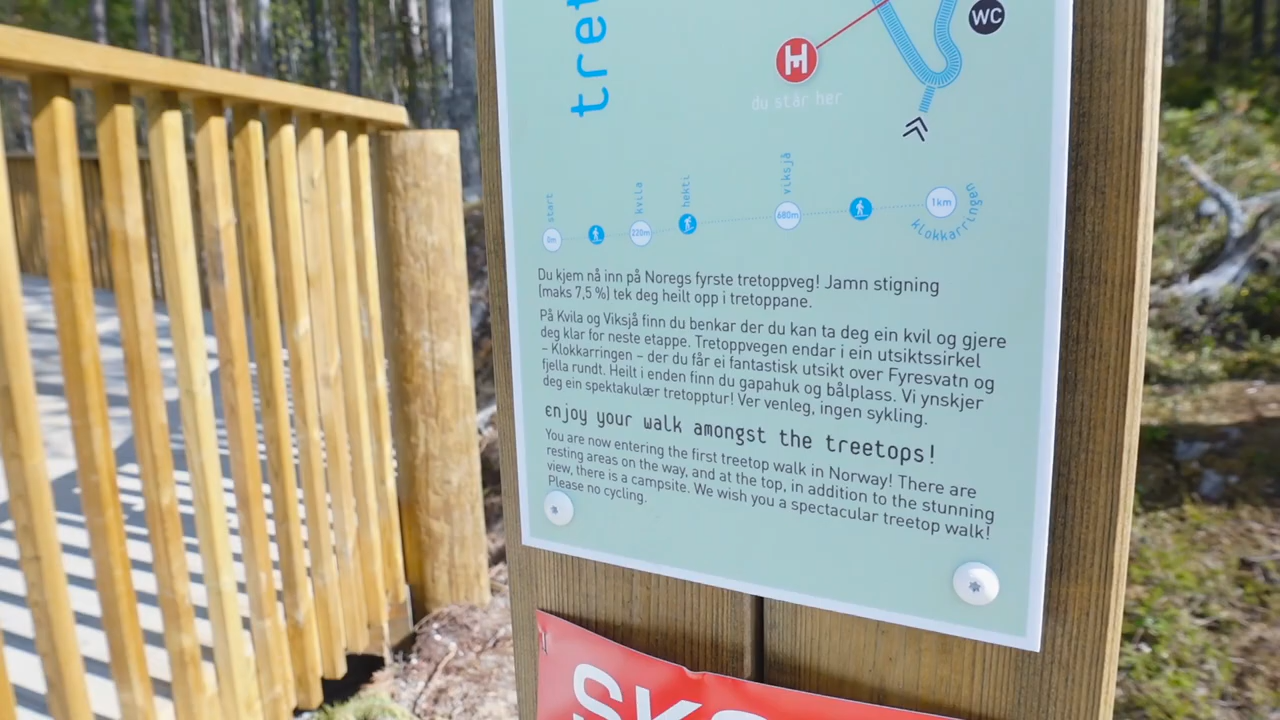 tret
WC
H
du står her
start
kvila
hekti
viksjå
0m
220m
680m
1km
klokkarringen
Du kjem nå inn på Noregs fyrste tretoppveg! Jamn stigning
(maks 7,5 %) tek deg heilt opp i tretoppane.
På Kvila og Viksjå finn du benkar der du kan ta deg ein kvil og gjere
deg klar for neste etappe. Tretoppvegen endar i ein utsiktssirkel
– Klokkarringen – der du får ei fantastisk utsikt over Fyresvatn og
fjella rundt. Heilt i enden finn du gapahuk og bålplass. Vi ynskjer
deg ein spektakulær tretopptur! Ver venleg, ingen sykling.
enjoy your walk amongst the treetops!
You are now entering the first treetop walk in Norway! There are
resting areas on the way, and at the top, in addition to the stunning
view, there is a campsite. We wish you a spectacular treetop walk!
Please no cycling.